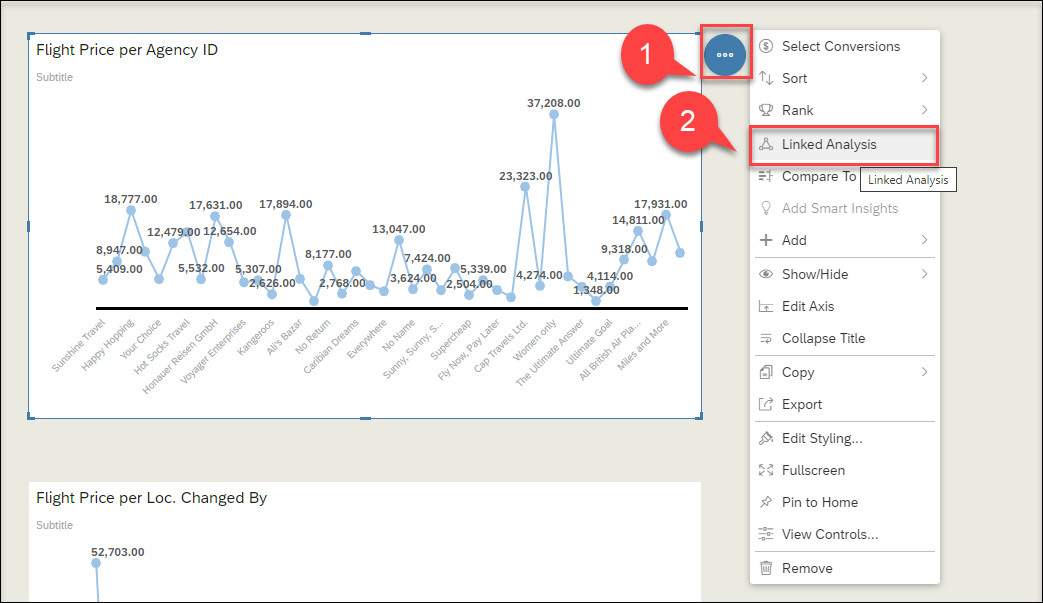 Flight Price per Agency ID
Subtitle
37,208.00
23,323.00
18,777.00
17,631.00
17,894.00
17,931.00
14,811.00
12,479.00
12,654.00
13,047.00
8,947.00
8,177.00
7,424.00
9,318.00
5,409.00
5,532.00
5,307.00
5,339.00
4,274.00
4,114.00
2,626.00
2,768.00
3,624.00
2,504.00
1,348.00
Sunshine Travel
Happy Hopping
Your Choice
Hot Socks Travel
Honauer Reisen GmbH
Voyager Enterprises
Kangeroos
Ali's Bazar
No Return
Caribian Dreams
Everywhere
No Name
Sunny, Sunny, S...
Supercheap
Fly Now, Pay Later
Cap Travels Ltd.
Women only
The Ultimate Answer
Ultimate Goal
All British Air Pla...
Miles and More
1
2
Select Conversions
Sort
Rank
Linked Analysis
Compare To
Linked Analysis
Add Smart Insights
Add
Show/Hide
Edit Axis
Collapse Title
Copy
Export
Edit Styling...
Fullscreen
Pin to Home
View Controls...
Remove
Flight Price per Loc. Changed By
Subtitle
52,703.00